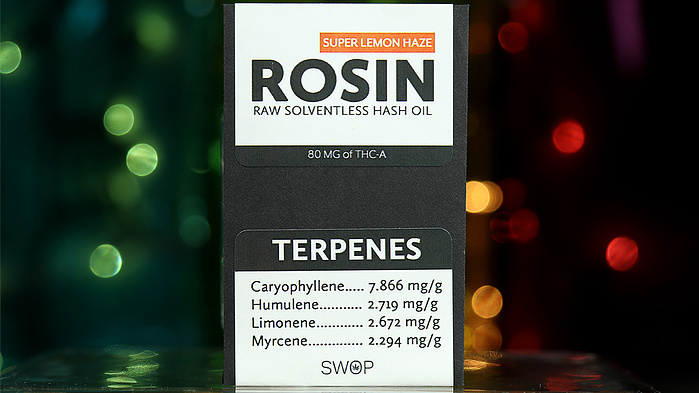 SUPER LEMON HAZE
ROSIN
RAW SOLVENTLESS HASH OIL
80 MG of THC-A
TERPENES
Caryophyllene..... 7.866 mg/g
Humulene.......... 2.719 mg/g
Limonene............ 2.672 mg/g
Myrcene.............. 2.294 mg/g
SWOP